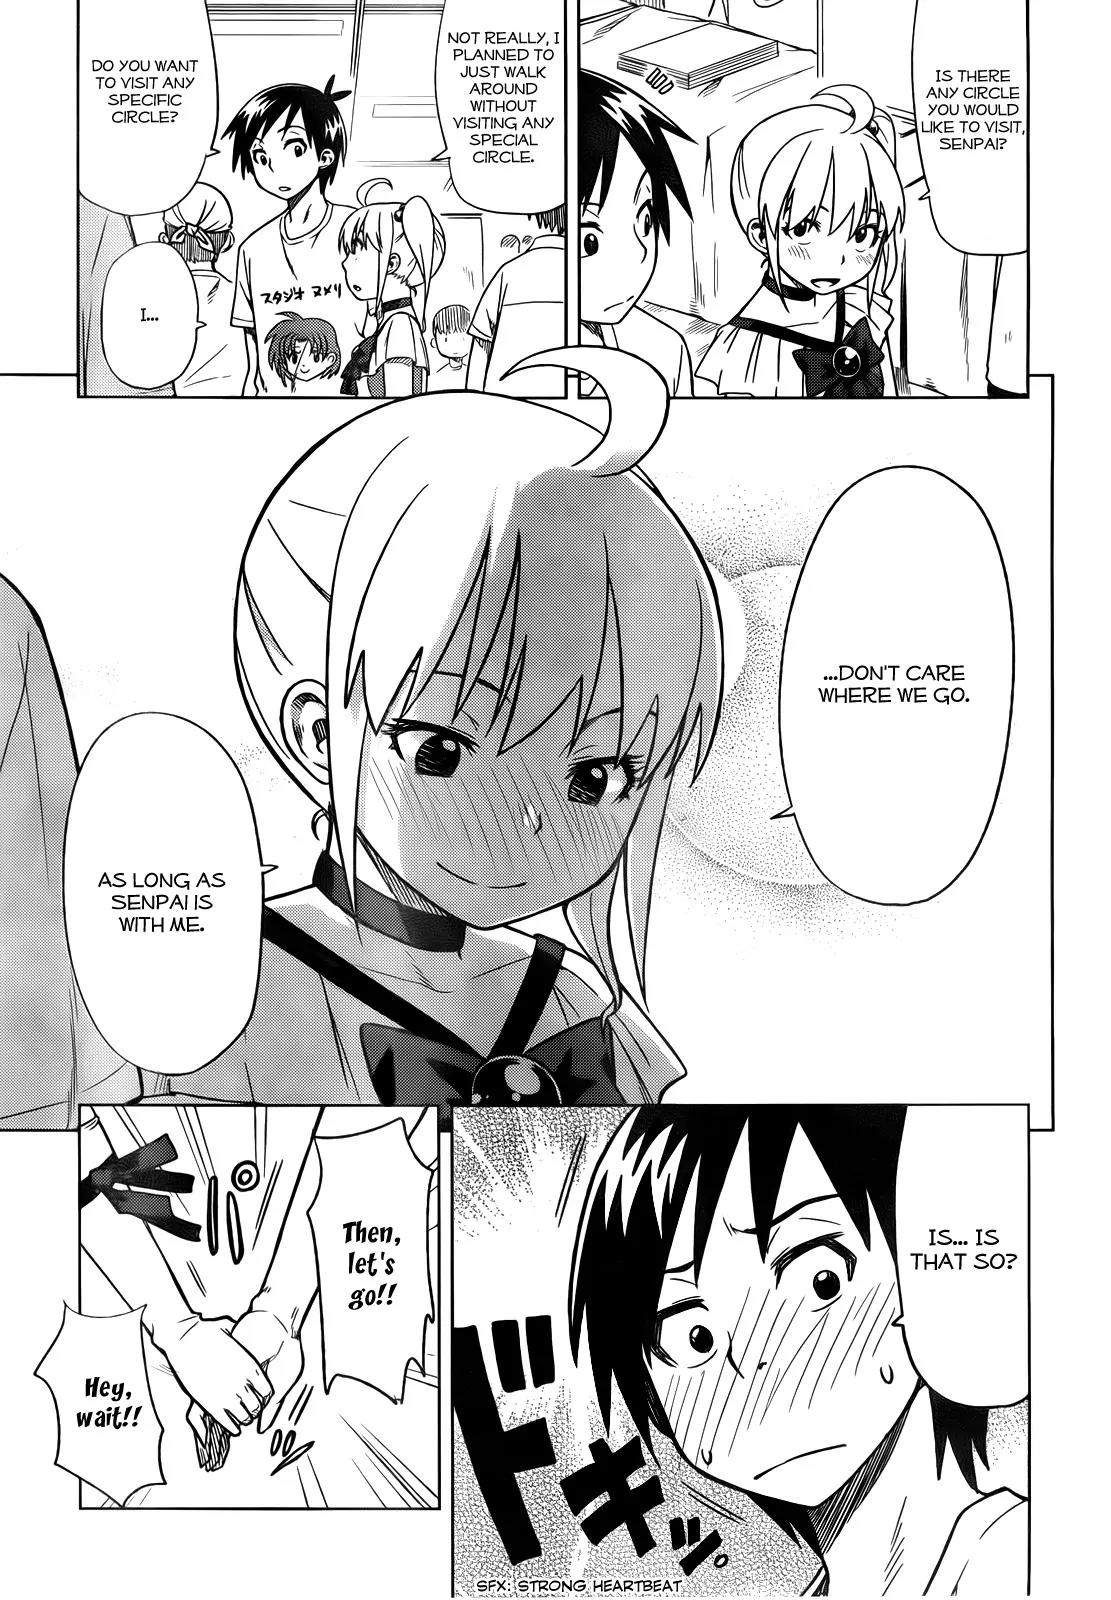 IS THERE
ANY CIRCLE
YOU WOULD
LIKE TO VISIT,
SENPAI?
NOT REALLY, I
PLANNED TO
JUST WALK
AROUND
WITHOUT
VISITING ANY
SPECIAL
CIRCLE.
DO YOU WANT
TO VISIT ANY
SPECIFIC
CIRCLE?
I...
スタジオ ヌメリ
...DON'T CARE
WHERE WE GO.
AS LONG AS
SENPAI IS
WITH ME.
IS... IS
THAT SO?
ドキッ。
SFX: STRONG HEARTBEAT
Then,
let's
go!!
Hey,
wait!!